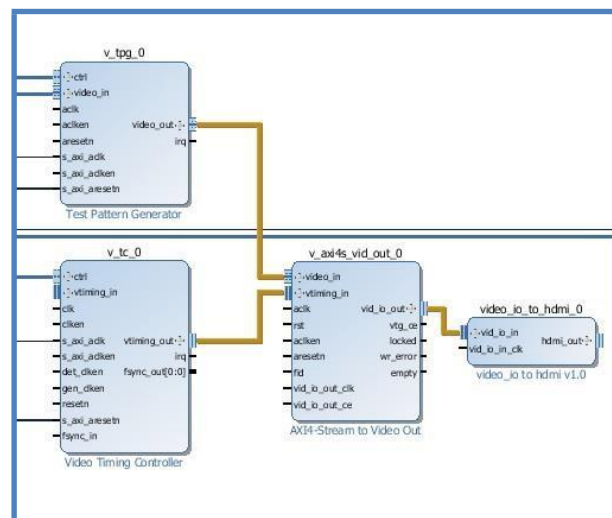 v_tpg_0
ctrl
video_in
aclk
aclken
aresetn
s_axi_aclk
s_axi_acken
s_axi_aresetn
video_out
irq
Test Pattern Generator
v_tc_0
ctrl
vtiming_in
clk
clken
s_axi_aclk
s_axi_aclken
det_clken
gen_clken
resetn
s_axi_aresetn
fsync_in
vtiming_out
irq
fsync_out[0:0]
Video Timing Controller
v_axi4s_vid_out_0
video_in
vtiming_in
aclk
rst
aclken
aresetn
fid
vid_io_out_clk
vid_io_out_ce
vid_io_out
vtg_ce
locked
wr_error
empty
AXI4-Stream to Video Out
video_io_to_hdmi_0
vid_io_in
vid_io_in_clk
hdmi_out
video_io to hdmi v1.0